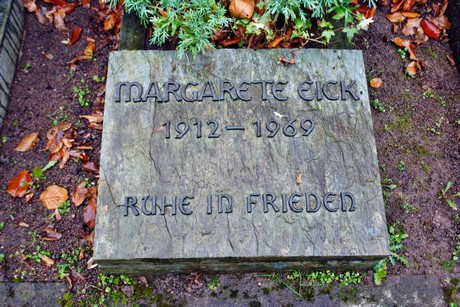 MARGARETE EICK
1912 – 1969
RUHE IN FRIEDEN